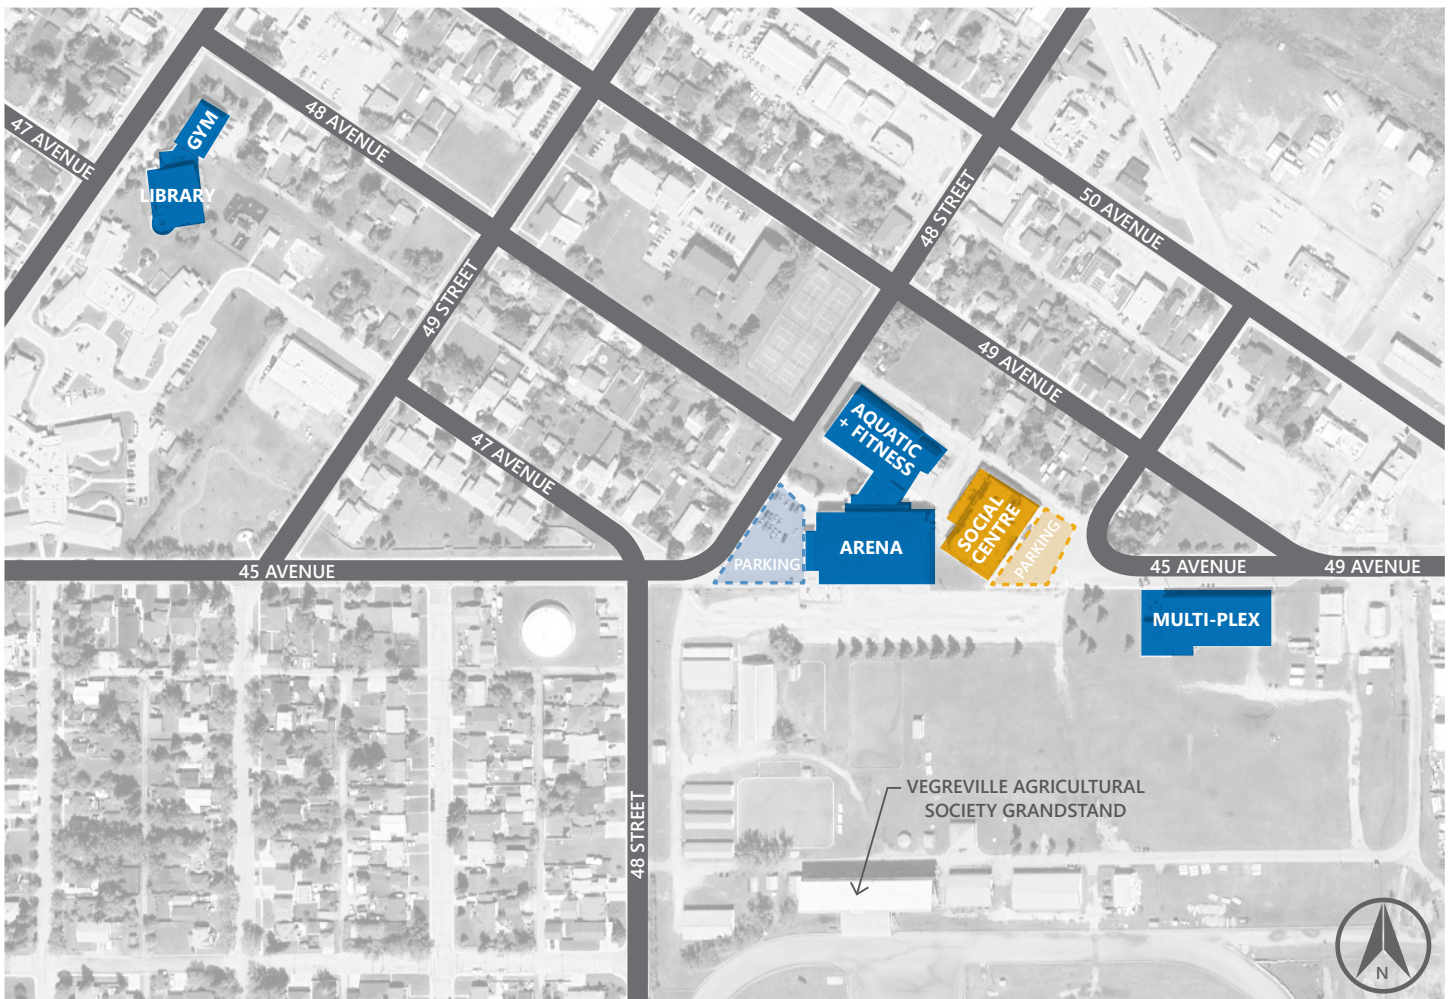 47 AVENUE
GYM
LIBRARY
48 AVENUE
49 STREET
48 STREET
50 AVENUE
49 AVENUE
47 AVENUE
AQUATIC
+ FITNESS
SOCIAL
CENTRE
PARKING
ARENA
PARKING
45 AVENUE
45 AVENUE
49 AVENUE
MULTI-PLEX
VEGREVILLE AGRICULTURAL
SOCIETY GRANDSTAND
48 STREET
N